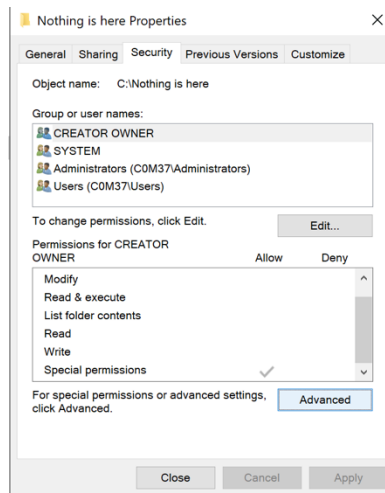 Nothing is here Properties
General Sharing Security Previous Versions Customize
Object name: C:\Nothing is here
Group or user names:
CREATOR OWNER
SYSTEM
Administrators (C0M37\Administrators)
Users (C0M37\Users)
To change permissions, click Edit.
Edit...
Permissions for CREATOR
OWNER Allow Deny
Modify
Read & execute
List folder contents
Read
Write
Special permissions
For special permissions or advanced settings,
click Advanced.
Advanced
Close Cancel Apply